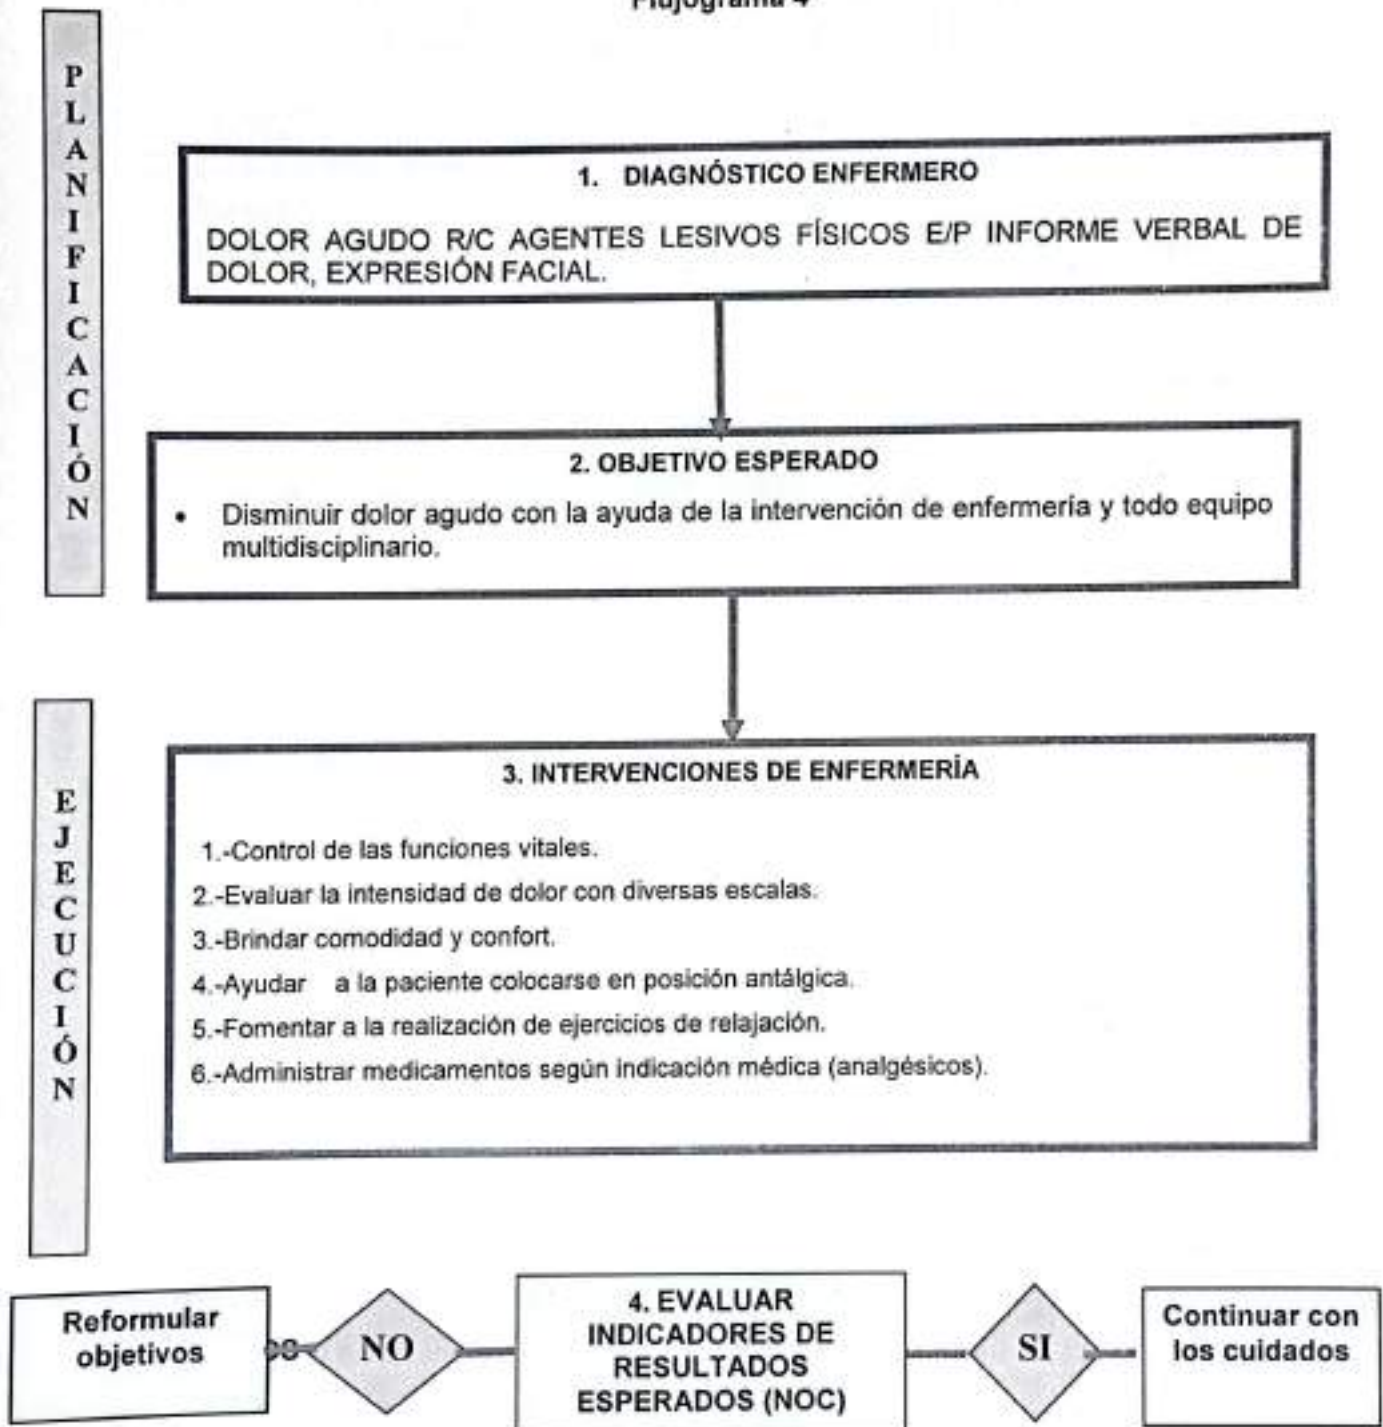 Flujograma 4
PLANIFICACIÓN
1. DIAGNÓSTICO ENFERMERO
DOLOR AGUDO R/C AGENTES LESIVOS FÍSICOS E/P INFORME VERBAL DE
DOLOR, EXPRESIÓN FACIAL.
2. OBJETIVO ESPERADO
• Disminuir dolor agudo con la ayuda de la intervención de enfermería y todo equipo
multidisciplinario.
EJECUCIÓN
3. INTERVENCIONES DE ENFERMERÍA
1.-Control de las funciones vitales.
2.-Evaluar la intensidad de dolor con diversas escalas.
3.-Brindar comodidad y confort.
4.-Ayudar a la paciente colocarse en posición antálgica.
5.-Fomentar a la realización de ejercicios de relajación.
6.-Administrar medicamentos según indicación médica (analgésicos).
Reformular
objetivos
NO
4. EVALUAR
INDICADORES DE
RESULTADOS
ESPERADOS (NOC)
SI
Continuar con
los cuidados